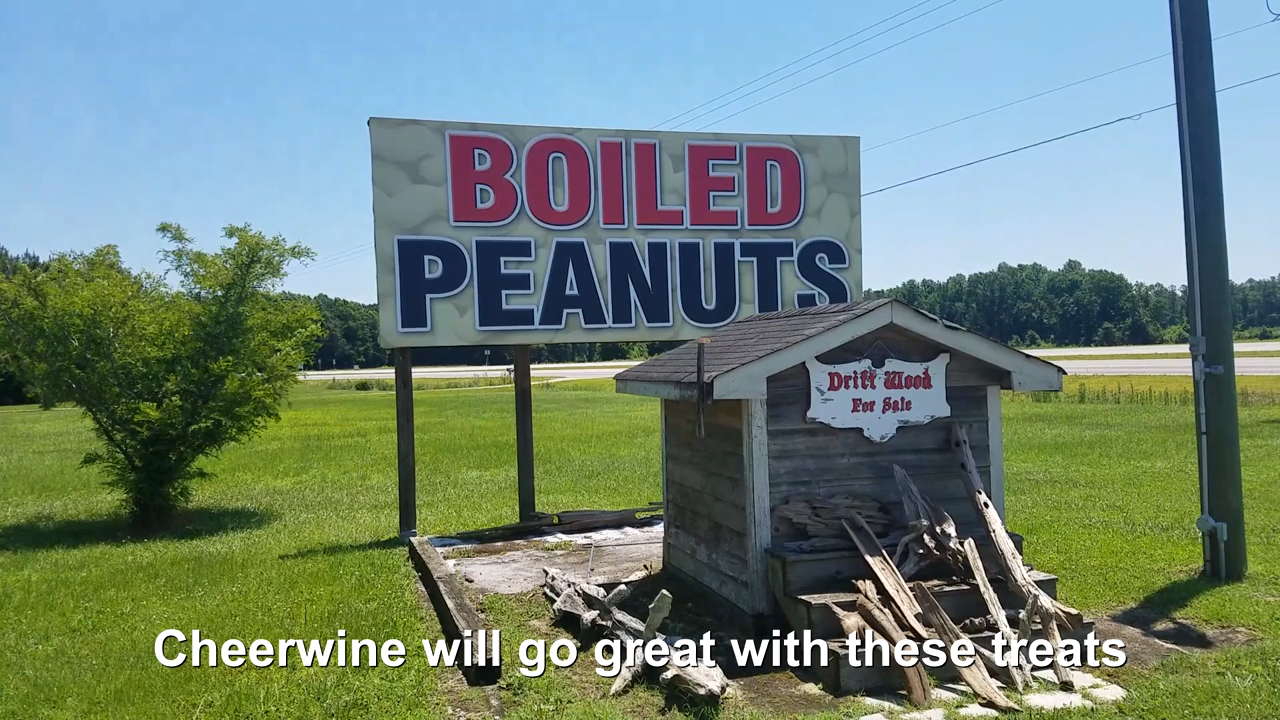 BOILED
PEANUTS
Drift Wood
For Sale
Cheerwine will go great with these treats